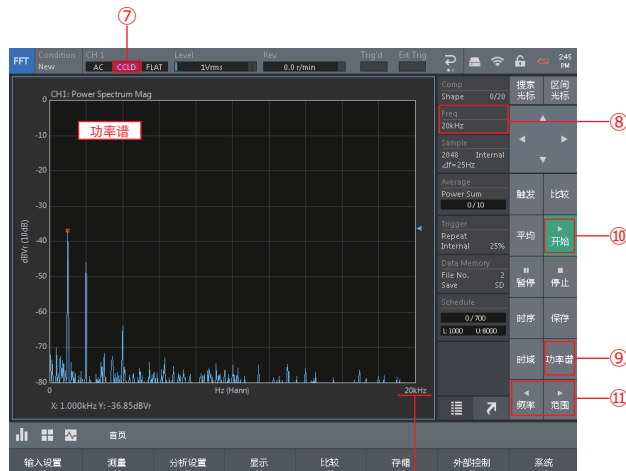 ⑦
FFT
Condition
New
CH 1
AC CCLD FLAT
Level
1Vrms
Rev
0.0 r/min
Trig'd
Ext Trig
2:45
PM
CH1: Power Spectrum Mag
功率谱
0
-10
-20
-30
-40
-50
-60
-70
-80
dBVr (10dB)
0
Hz (Hann)
20kHz
X: 1.000kHz Y: -36.85dBVr
Comp
Shape 0/20
Freq
20kHz
Sample
2048 Internal
⊿f=25Hz
Average
Power Sum
0/10
Trigger
Repeat
Internal 25%
Data Memory
File No. 2
Save SD
Schedule
0/700
L:1000 U:6000
搜索
光标
区间
光标
触发
比较
平均
开始
暂停
停止
时序
保存
时域
功率谱
频率
范围
⑧
⑩
⑨
⑪
首页
输入设置 测量 分析设置 显示 比较 存储 外部控制 系统